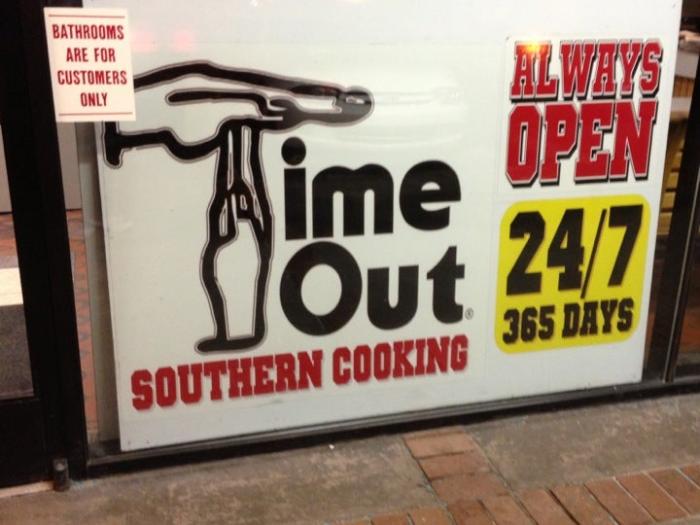 BATHROOMS
ARE FOR
CUSTOMERS
ONLY
Time
Out®
SOUTHERN COOKING
ALWAYS
OPEN
24/7
365 DAYS